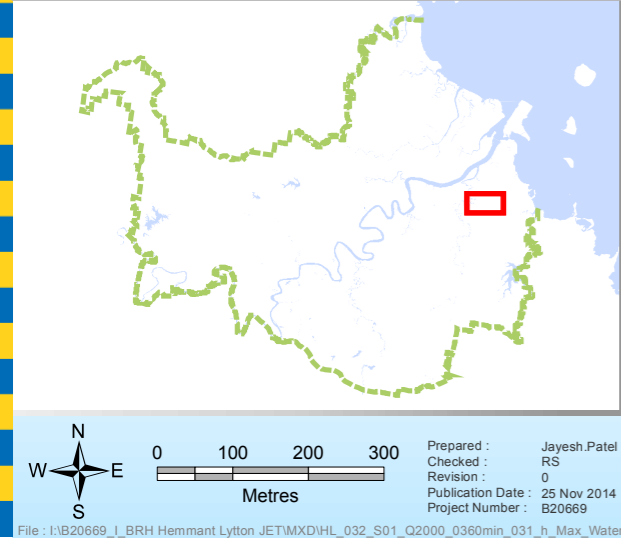 N
W E
S
0 100 200 300
Metres
Prepared : Jayesh.Patel
Checked : RS
Revision : 0
Publication Date : 25 Nov 2014
Project Number : B20669
File : I:\B20669_I_BRH Hemmant Lytton JET\MXD\HL_032_S01_Q2000_0360min_031_h_Max_Water